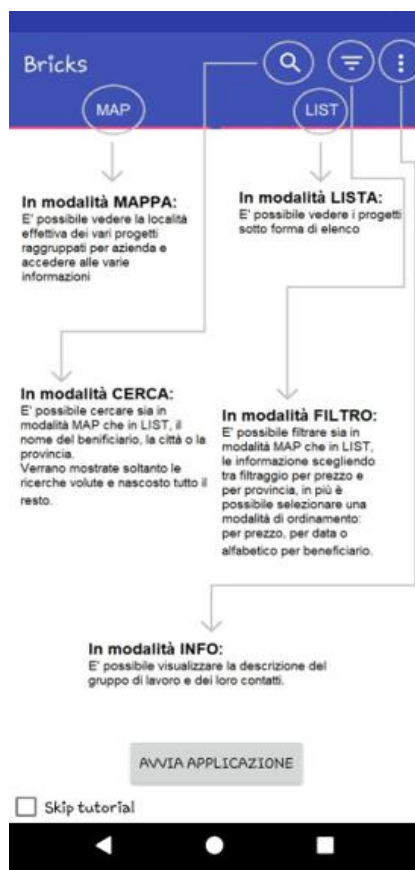 Bricks
MAP
LIST
In modalità MAPPA:
E' possibile vedere la località
effettiva dei vari progetti
raggruppati per azienda e
accedere alle varie
informazioni
In modalità LISTA:
E' possibile vedere i progetti
sotto forma di elenco
In modalità CERCA:
E' possibile cercare sia in
modalità MAP che in LIST, il
nome del benificiario, la città o la
provincia.
Verrano mostrate soltanto le
ricerche volute e nascosto tutto il
resto.
In modalità FILTRO:
E' possibile filtrare sia in
modalità MAP che in LIST,
le informazione scegliendo
tra filtraggio per prezzo e
per provincia, in più è
possibile selezionare una
modalità di ordinamento:
per prezzo, per data o
alfabetico per beneficiario.
In modalità INFO:
E' possibile visualizzare la descrizione del
gruppo di lavoro e dei loro contatti.
AVVIA APPLICAZIONE
Skip tutorial